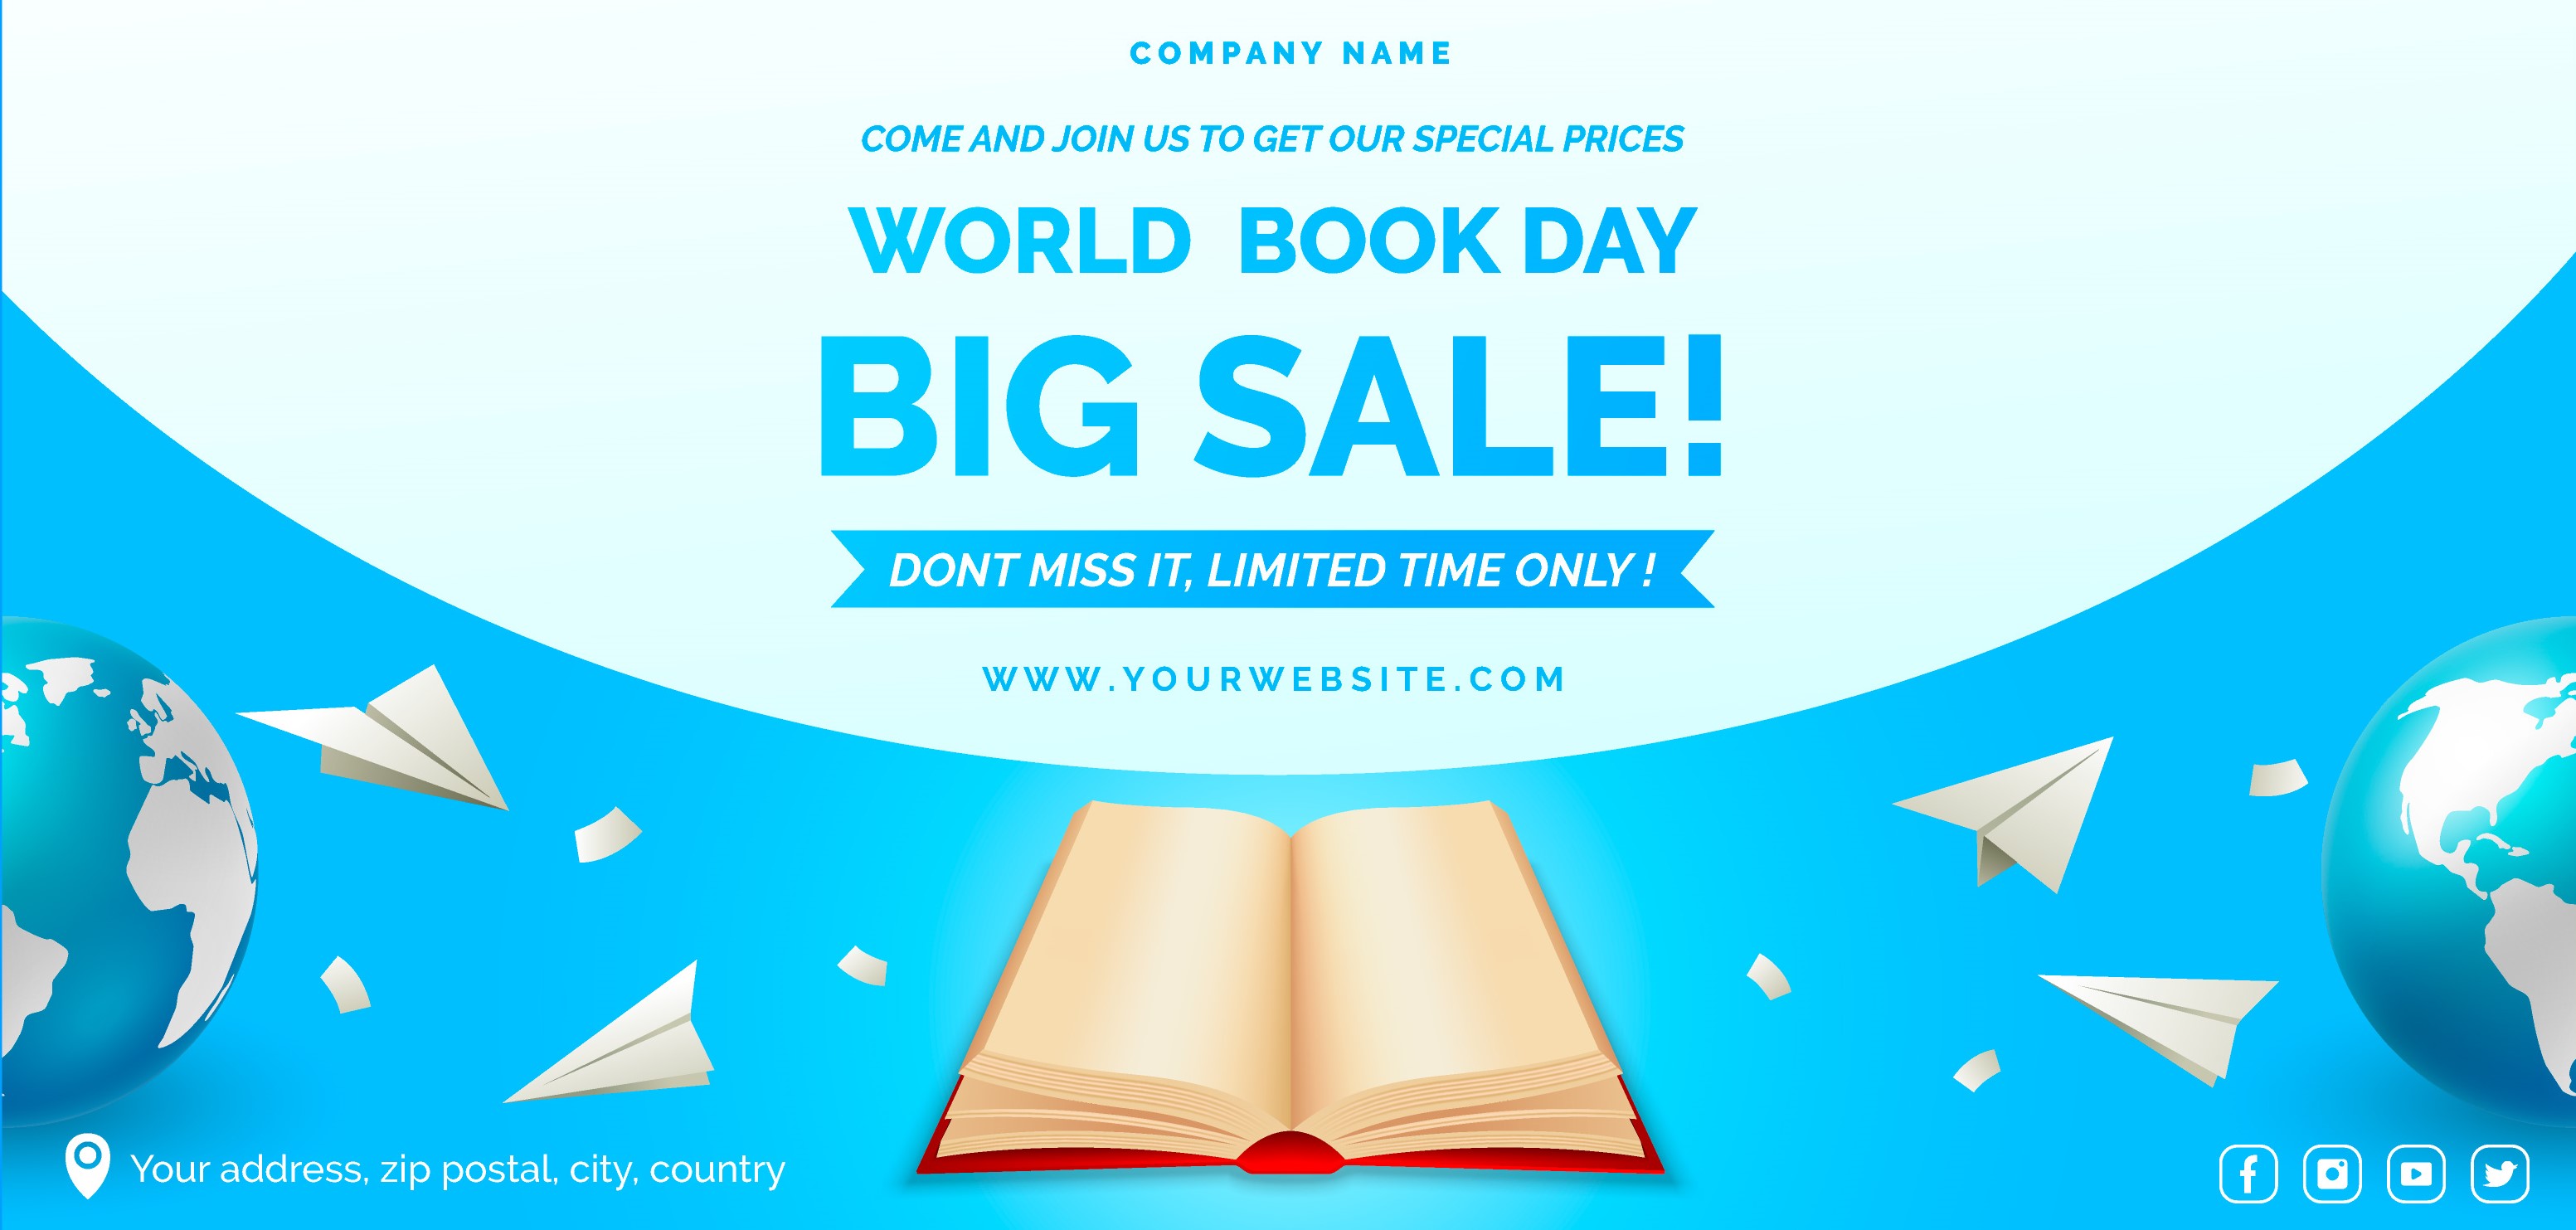 COMPANY NAME
COME AND JOIN US TO GET OUR SPECIAL PRICES
WORLD BOOK DAY
BIG SALE!
DONT MISS IT, LIMITED TIME ONLY !
WWW.YOURWEBSITE.COM
Your address, zip postal, city, country